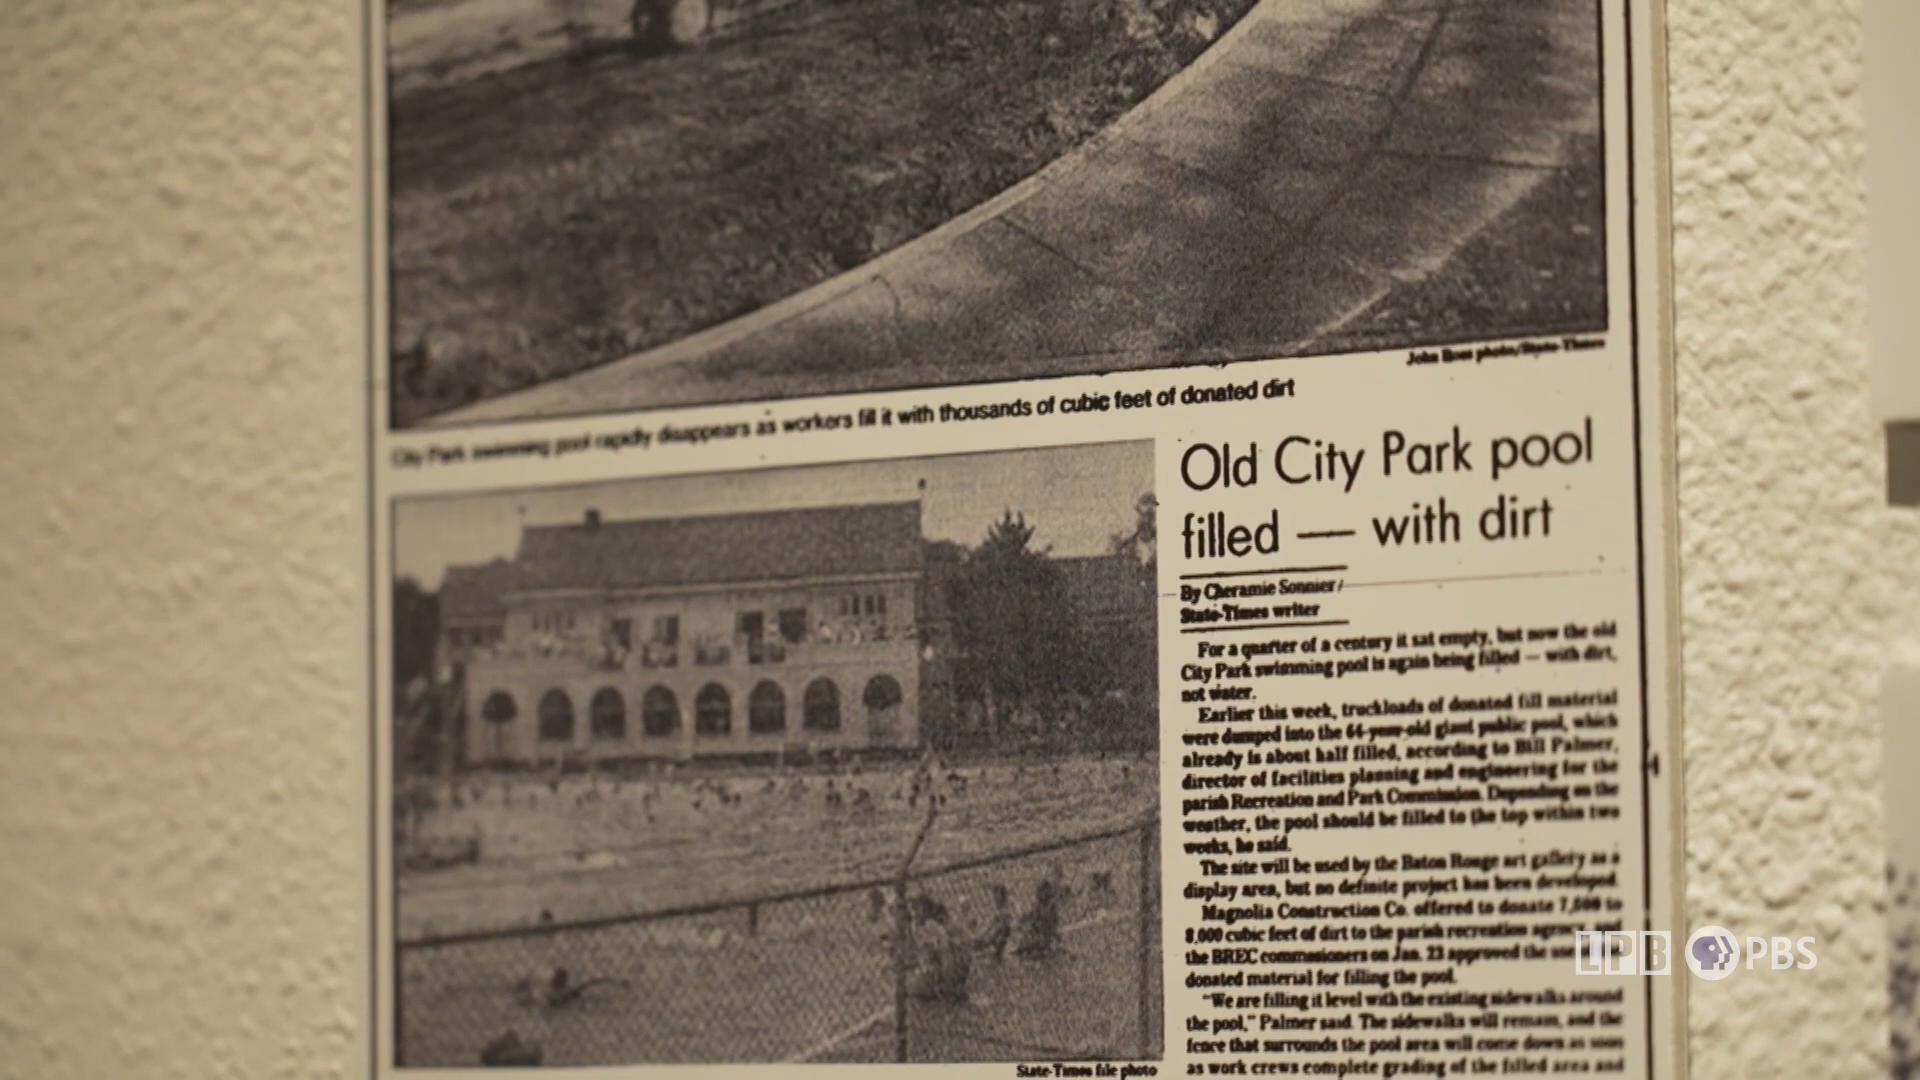 John Boss photo/State-Times
City Park swimming pool rapidly disappears as workers fill it with thousands of cubic feet of donated dirt
Old City Park pool
filled — with dirt
By Cheramie Sonnier/
State-Times writer
For a quarter of a century it sat empty, but now the old
City Park swimming pool is again being filled — with dirt,
not water.
Earlier this week, truckloads of donated fill material
were dumped into the 64-year-old giant public pool, which
already is about half filled, according to Bill Palmer,
director of facilities planning and engineering for the
parish Recreation and Park Commission. Depending on the
weather, the pool should be filled to the top within two
weeks, he said.
The site will be used by the Baton Rouge art gallery as a
display area, but no definite project has been developed.
Magnolia Construction Co. offered to donate 7,000 to
8,000 cubic feet of dirt to the parish recreation agency and
the BREC commssioners on Jan. 23 approved the use
donated material for filling the pool.
"We are filling it level with the existing sidewalks around
the pool," Palmer said. The sidewalks will remain, and the
fence that surrounds the pool area will come down as soon
as work crews complete grading of the filled area and
State-Times file photo
LPB PBS